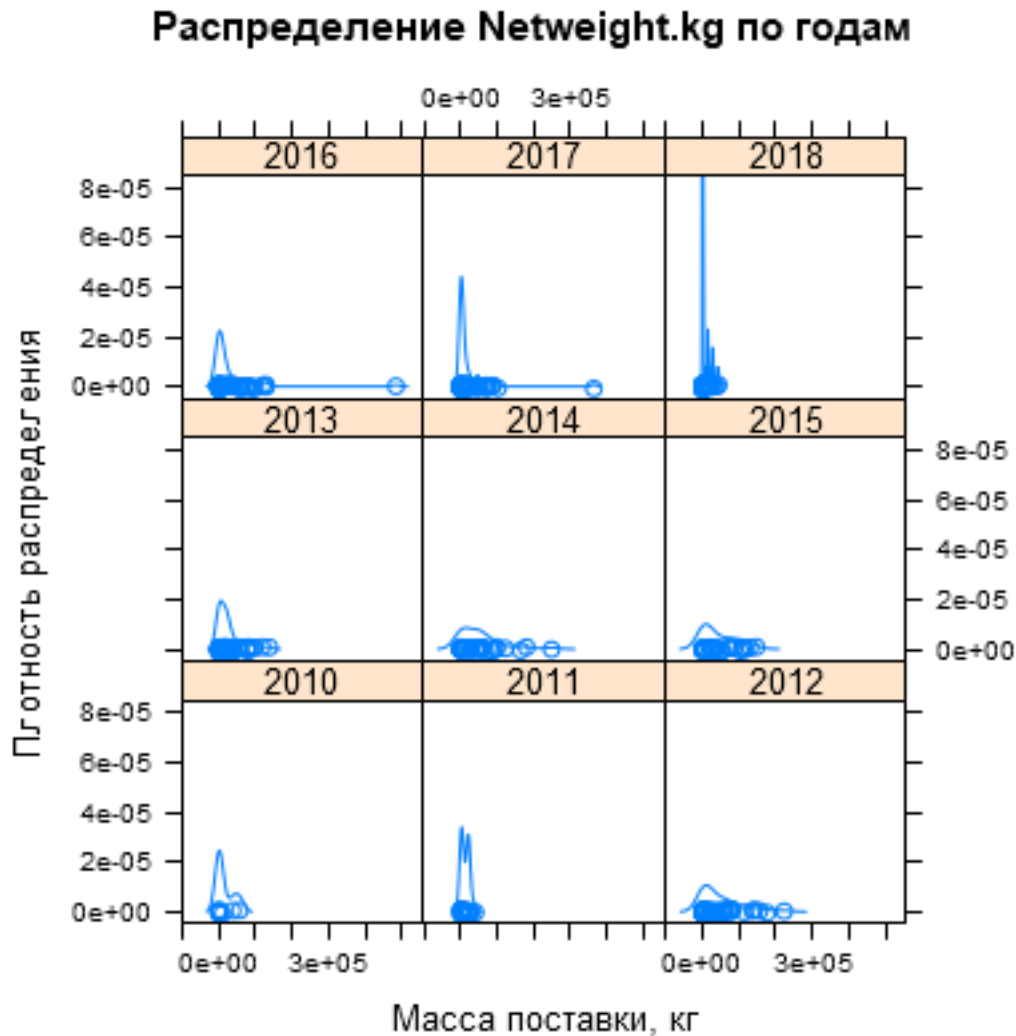 Распределение Netweight.kg по годам
0e+00 3e+05
2016 2017 2018
8e-05
6e-05
4e-05
2e-05
0e+00
2013 2014 2015
8e-05
6e-05
4e-05
2e-05
0e+00
2010 2011 2012
8e-05
6e-05
4e-05
2e-05
0e+00
0e+00 3e+05 0e+00 3e+05
Плотность распределения
Масса поставки, кг